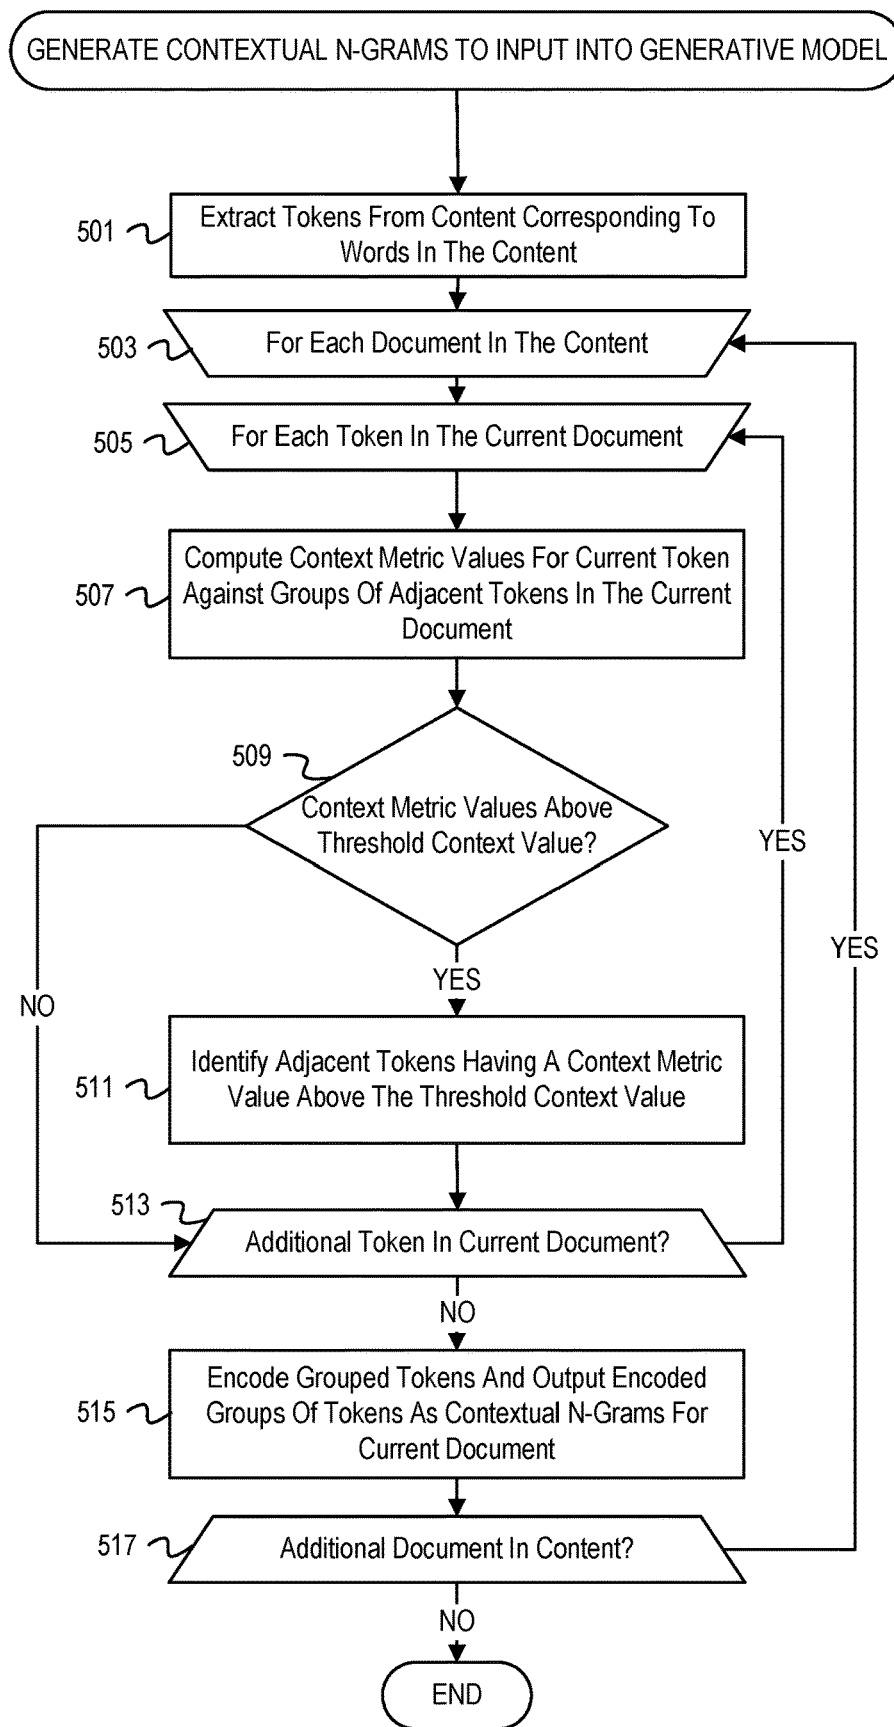 GENERATE CONTEXTUAL N-GRAMS TO INPUT INTO GENERATIVE MODEL
501
Extract Tokens From Content Corresponding To
Words In The Content
503
For Each Document In The Content
505
For Each Token In The Current Document
507
Compute Context Metric Values For Current Token
Against Groups Of Adjacent Tokens In The Current
Document
509
Context Metric Values Above
Threshold Context Value?
YES
YES
NO
YES
511
Identify Adjacent Tokens Having A Context Metric
Value Above The Threshold Context Value
513
Additional Token In Current Document?
NO
515
Encode Grouped Tokens And Output Encoded
Groups Of Tokens As Contextual N-Grams For
Current Document
517
Additional Document In Content?
NO
END